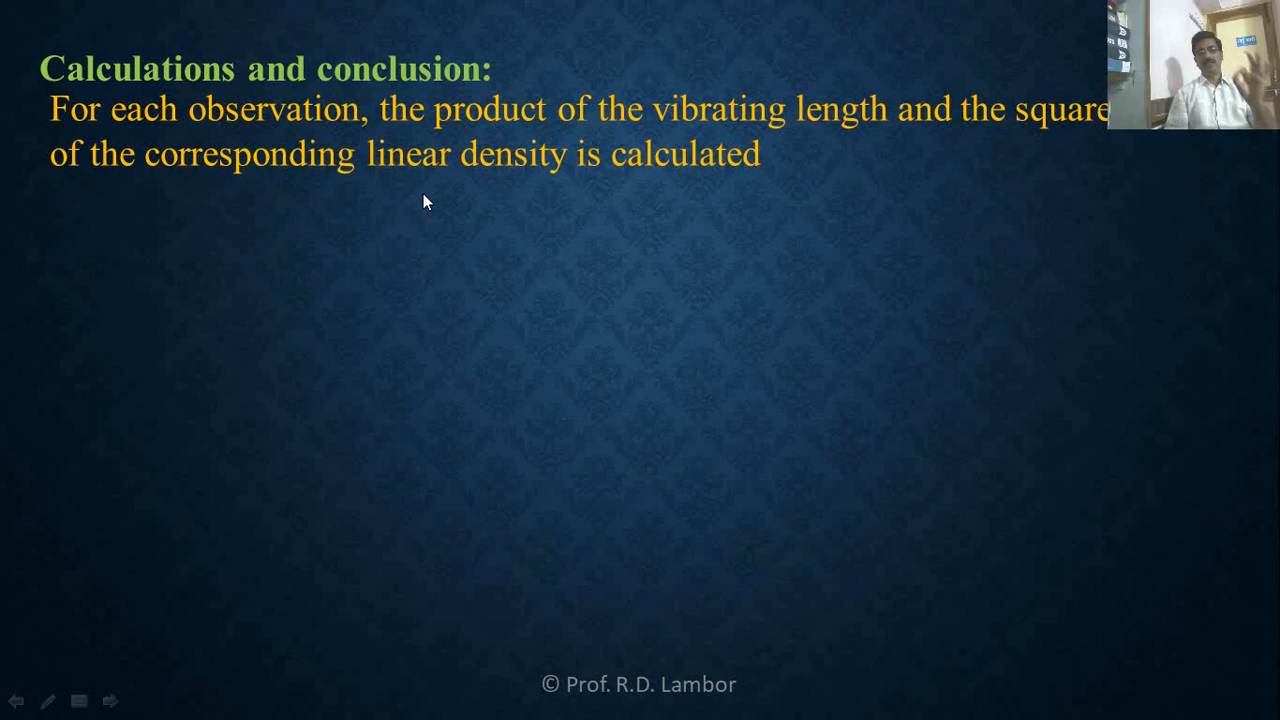 Calculations and conclusion:
For each observation, the product of the vibrating length and the square
of the corresponding linear density is calculated
© Prof. R.D. Lambor